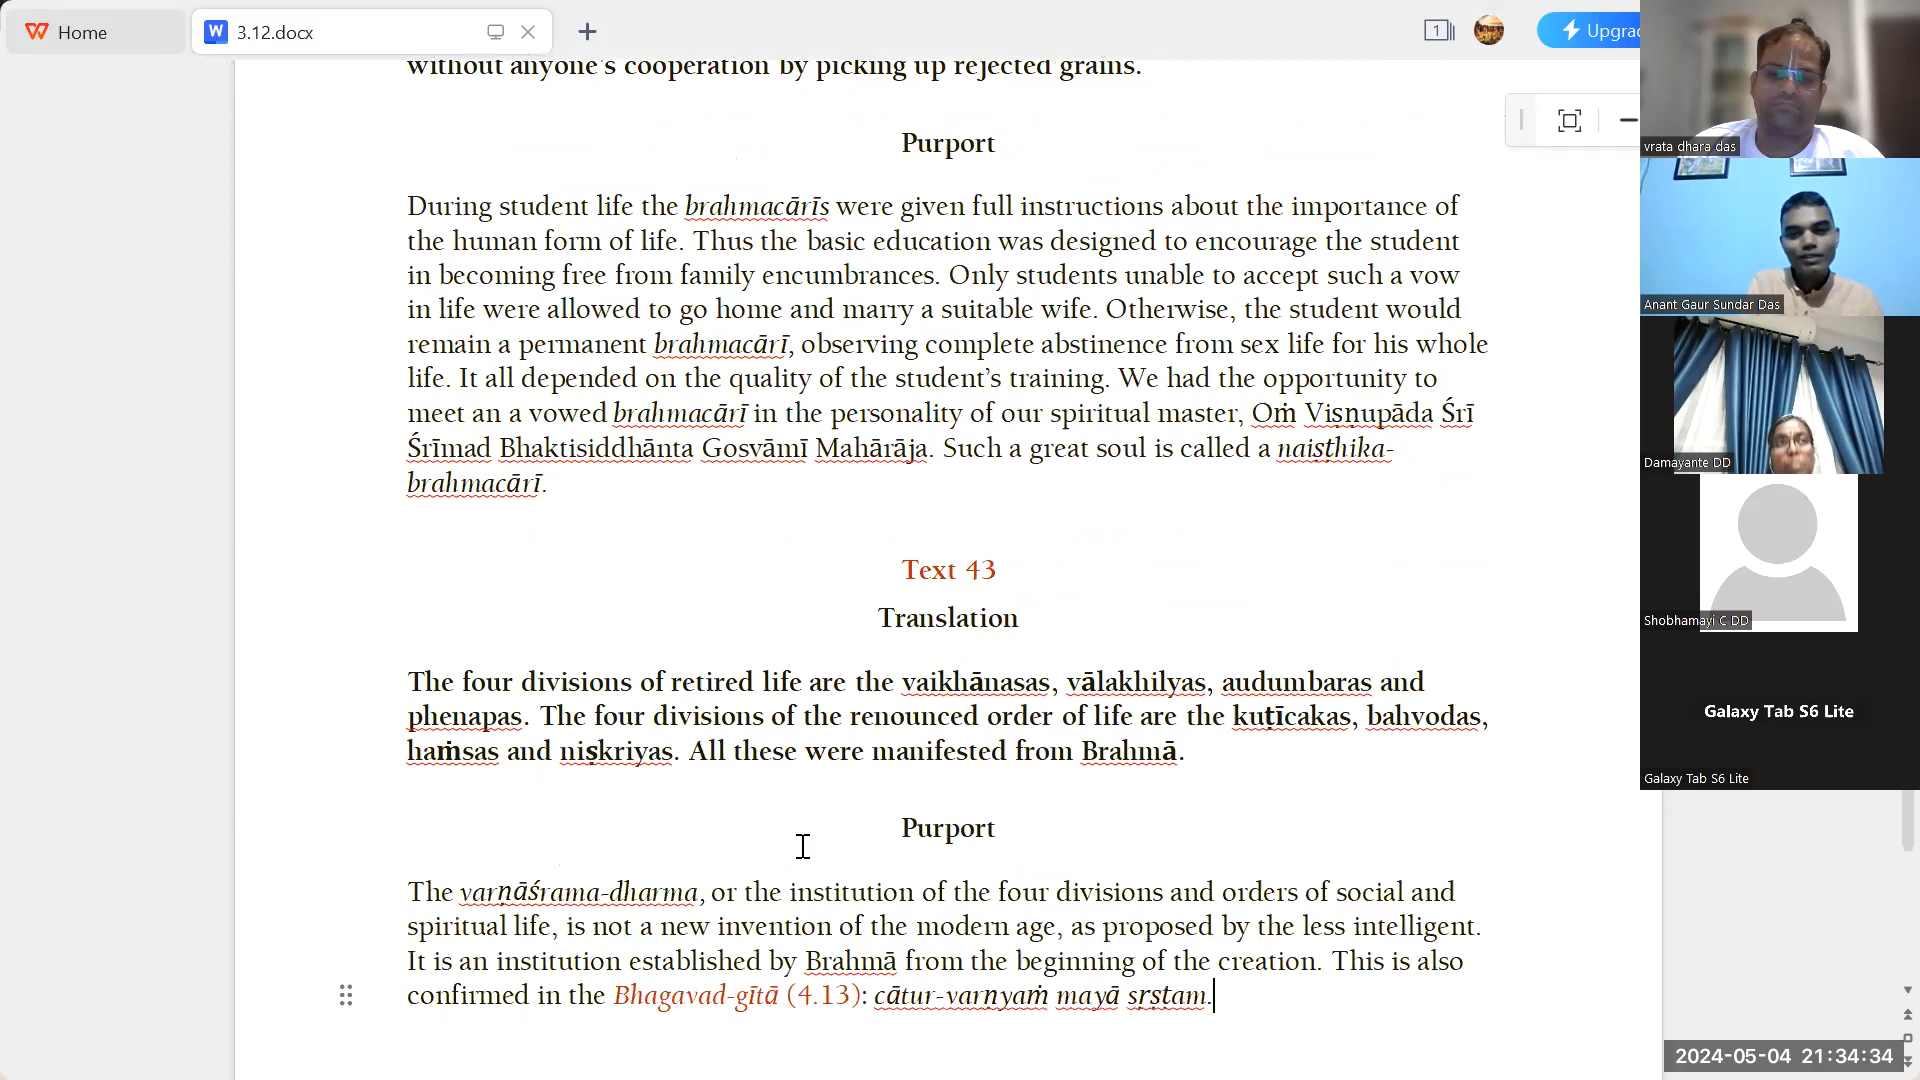 Home
3.12.docx
1
Upgrad
without anyone's cooperation by picking up rejected grains.
Purport
During student life the brahmacārīs were given full instructions about the importance of
the human form of life. Thus the basic education was designed to encourage the student
in becoming free from family encumbrances. Only students unable to accept such a vow
in life were allowed to go home and marry a suitable wife. Otherwise, the student would
remain a permanent brahmacārī, observing complete abstinence from sex life for his whole
life. It all depended on the quality of the student's training. We had the opportunity to
meet an a vowed brahmacārī in the personality of our spiritual master, Oṁ Viṣṇupāda Śrī
Śrīmad Bhaktisiddhānta Gosvāmī Mahārāja. Such a great soul is called a naiṣṭhika-
brahmacārī.
Text 43
Translation
The four divisions of retired life are the vaikhānasas, vālakhilyas, audumbaras and
phenapas. The four divisions of the renounced order of life are the kuṭīcakas, bahvodas,
haṁsas and niṣkriyas. All these were manifested from Brahmā.
Purport
The varṇāśrama-dharma, or the institution of the four divisions and orders of social and
spiritual life, is not a new invention of the modern age, as proposed by the less intelligent.
It is an institution established by Brahmā from the beginning of the creation. This is also
confirmed in the Bhagavad-gītā (4.13): cātur-varṇyaṁ mayā sṛṣṭam.
vrata dhara das
Anant Gaur Sundar Das
Damayante DD
Shobhamayi C DD
Galaxy Tab S6 Lite
Galaxy Tab S6 Lite
2024-05-04 21:34:34